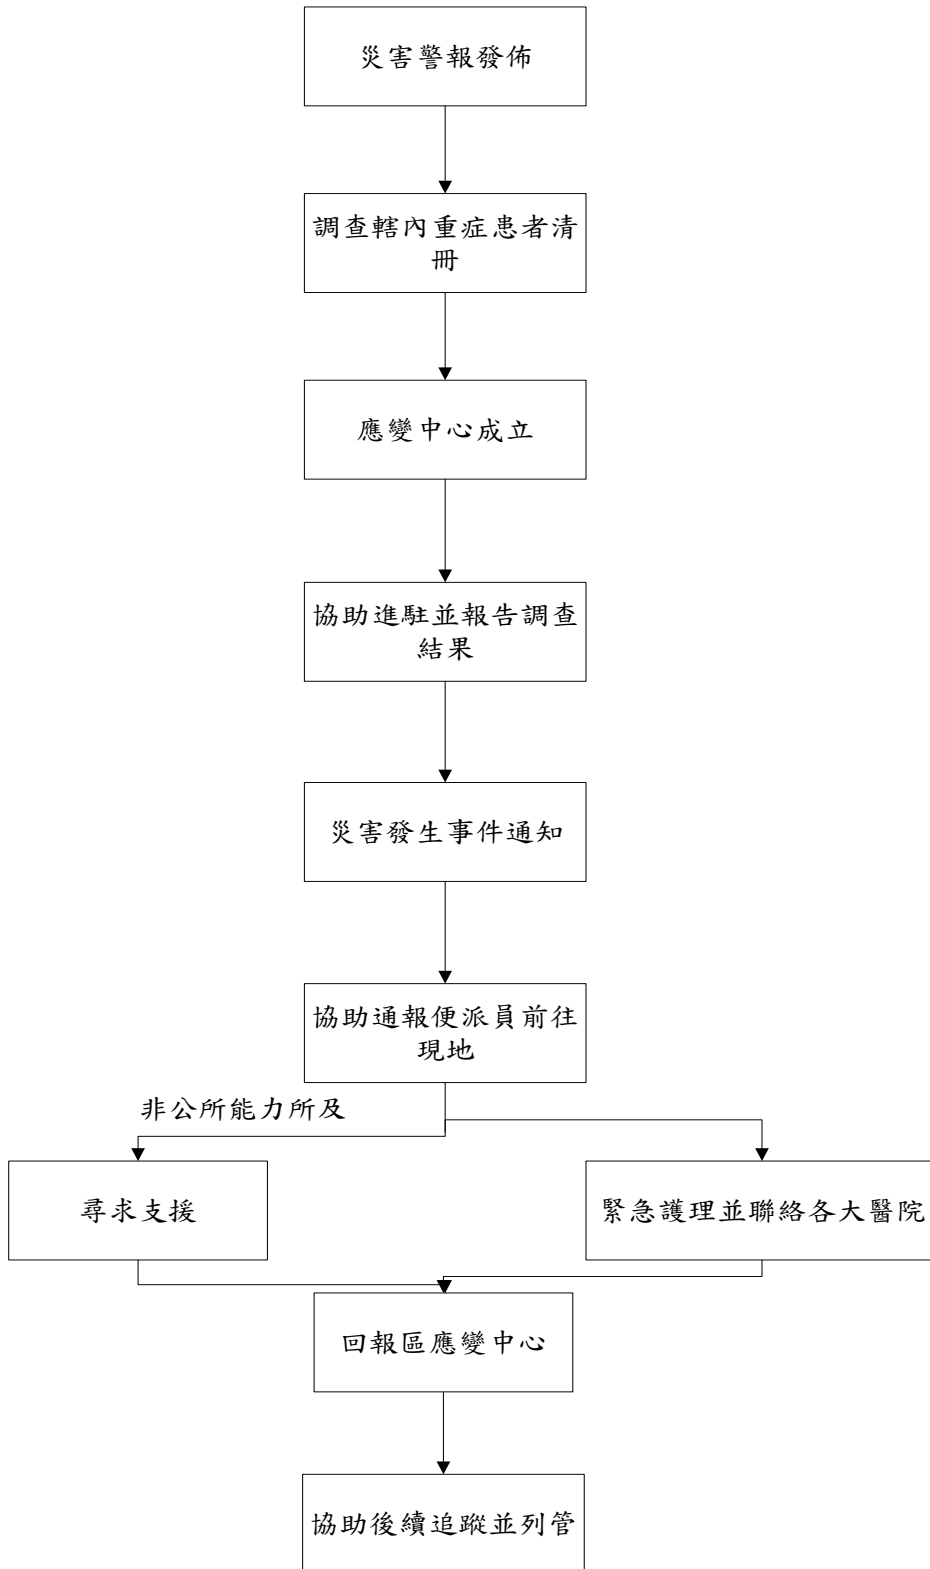 災害警報發佈
調查轄內重症患者清
冊
應變中心成立
協助進駐並報告調查
結果
災害發生事件通知
協助通報便派員前往
現地
非公所能力所及
尋求支援
緊急護理並聯絡各大醫院
回報區應變中心
協助後續追蹤並列管